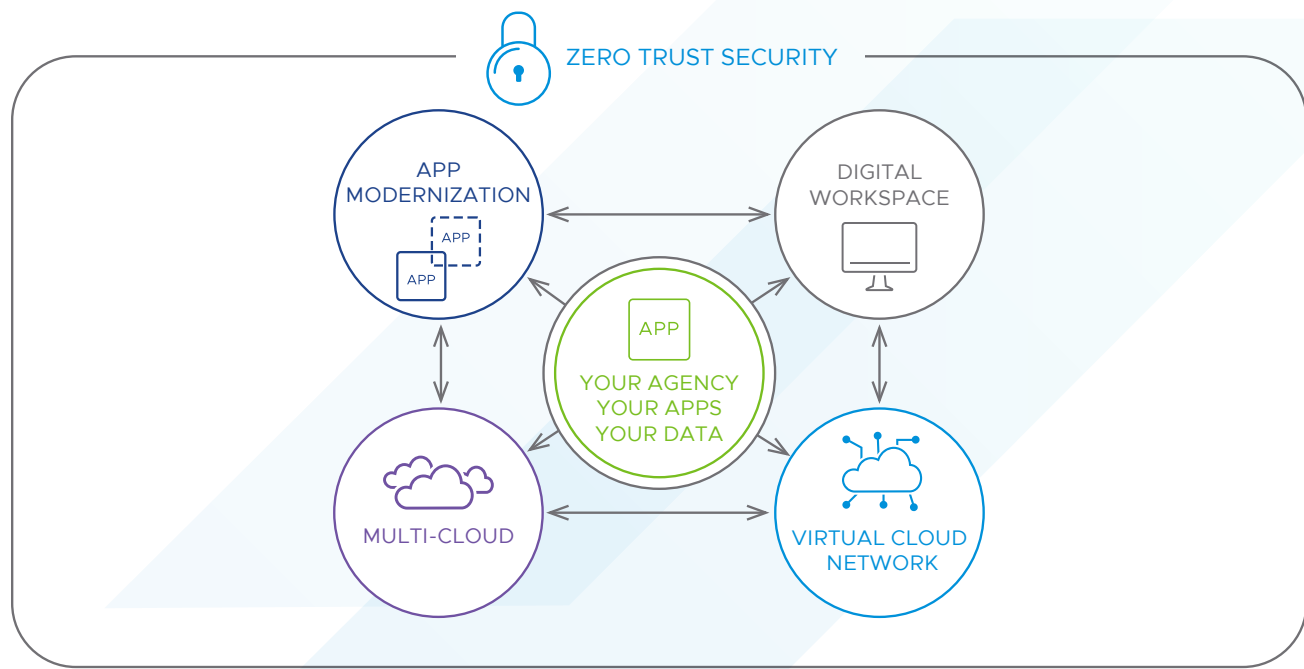 ZERO TRUST SECURITY
APP
MODERNIZATION
APP
APP
DIGITAL
WORKSPACE
APP
YOUR AGENCY
YOUR APPS
YOUR DATA
MULTI-CLOUD
VIRTUAL CLOUD
NETWORK